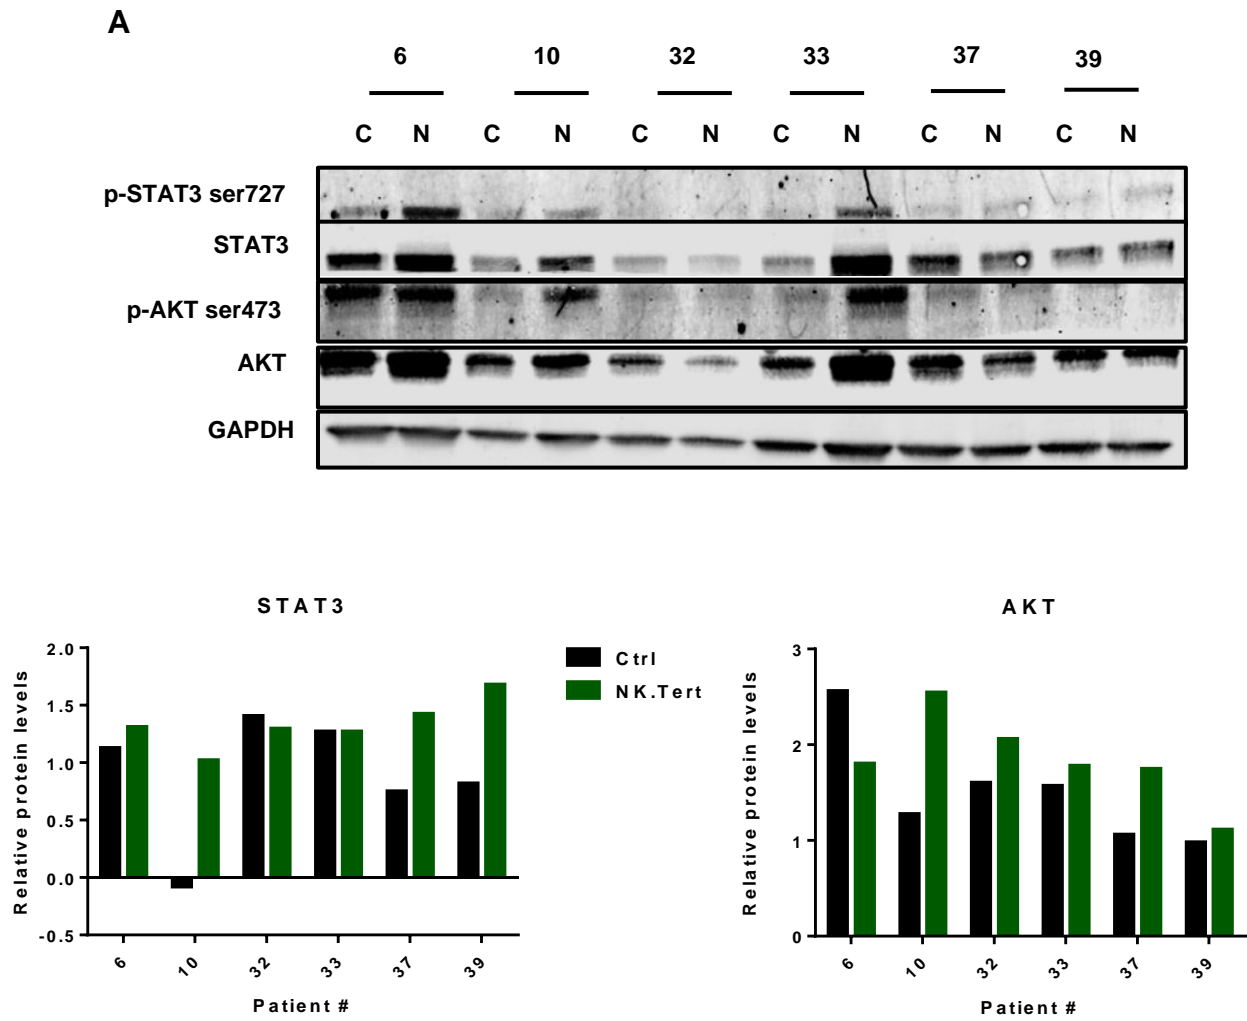 A
6 10 32 33 37 39
C N C N C N C N C N C N
p-STAT3 ser727
STAT3
p-AKT ser473
AKT
GAPDH
STAT3
Relative protein levels
2.0
1.5
1.0
0.5
0.0
-0.5
6 10 32 33 37 39
Patient #
Ctrl
NK.Tert
AKT
Relative protein levels
3
2
1
0
6 10 32 33 37 39
Patient #